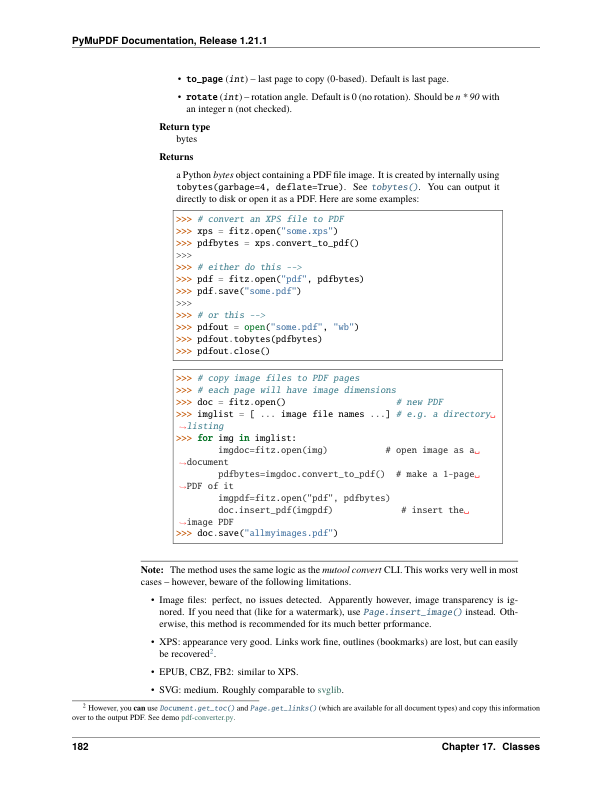 PyMuPDF Documentation, Release 1.21.1
• to_page (int) – last page to copy (0-based). Default is last page.
• rotate (int) – rotation angle. Default is 0 (no rotation). Should be n * 90 with
an integer n (not checked).
Return type
bytes
Returns
a Python bytes object containing a PDF file image. It is created by internally using
tobytes(garbage=4, deflate=True). See tobytes(). You can output it
directly to disk or open it as a PDF. Here are some examples:
>>> # convert an XPS file to PDF
>>> xps = fitz.open("some.xps")
>>> pdfbytes = xps.convert_to_pdf()
>>>
>>> # either do this -->
>>> pdf = fitz.open("pdf", pdfbytes)
>>> pdf.save("some.pdf")
>>>
>>> # or this -->
>>> pdfout = open("some.pdf", "wb")
>>> pdfout.tobytes(pdfbytes)
>>> pdfout.close()
>>> # copy image files to PDF pages
>>> # each page will have image dimensions
>>> doc = fitz.open()                     # new PDF
>>> imglist = [ ... image file names ...] # e.g. a directory␣
↪listing
>>> for img in imglist:
        imgdoc=fitz.open(img)           # open image as a␣
↪document
        pdfbytes=imgdoc.convert_to_pdf()  # make a 1-page␣
↪PDF of it
        imgpdf=fitz.open("pdf", pdfbytes)
        doc.insert_pdf(imgpdf)             # insert the␣
↪image PDF
>>> doc.save("allmyimages.pdf")
Note: The method uses the same logic as the mutool convert CLI. This works very well in most
cases – however, beware of the following limitations.
• Image files: perfect, no issues detected. Apparently however, image transparency is ig-
nored. If you need that (like for a watermark), use Page.insert_image() instead. Oth-
erwise, this method is recommended for its much better prformance.
• XPS: appearance very good. Links work fine, outlines (bookmarks) are lost, but can easily
be recovered².
• EPUB, CBZ, FB2: similar to XPS.
• SVG: medium. Roughly comparable to svglib.
² However, you can use Document.get_toc() and Page.get_links() (which are available for all document types) and copy this information
over to the output PDF. See demo pdf-converter.py.
182 Chapter 17. Classes